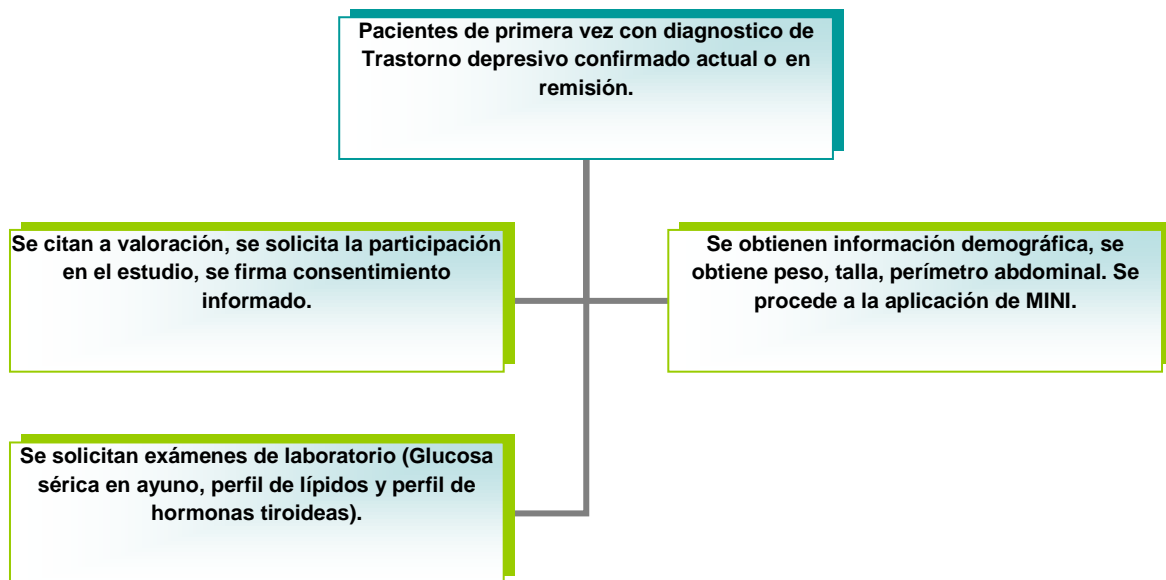 Pacientes de primera vez con diagnostico de
Trastorno depresivo confirmado actual o en
remisión.
Se citan a valoración, se solicita la participación
en el estudio, se firma consentimiento
informado.
Se obtienen información demográfica, se
obtiene peso, talla, perímetro abdominal. Se
procede a la aplicación de MINI.
Se solicitan exámenes de laboratorio (Glucosa
sérica en ayuno, perfil de lípidos y perfil de
hormonas tiroideas).